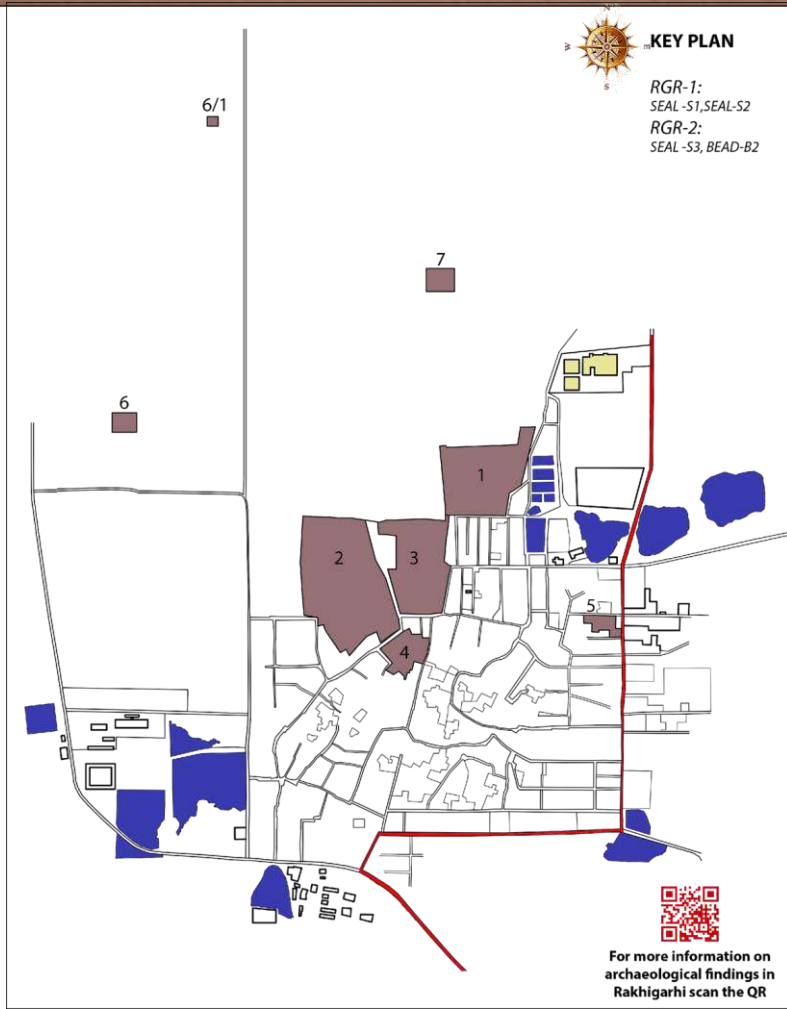 N
W
E
S
KEY PLAN
RGR-1:
SEAL -S1,SEAL-S2
RGR-2:
SEAL -S3, BEAD-B2
6/1
7
6
1
2
3
5
4
For more information on
archaeological findings in
Rakhigarhi scan the QR